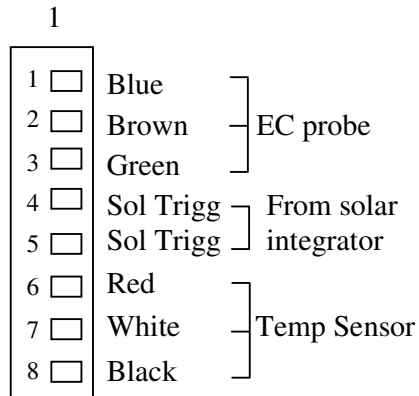 1
1 Blue
2 Brown EC probe
3 Green
4 Sol Trigg From solar
5 Sol Trigg integrator
6 Red
7 White Temp Sensor
8 Black